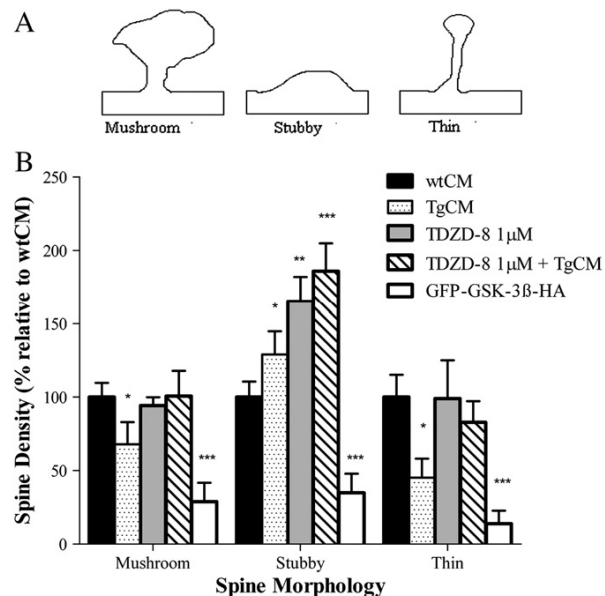 A
Mushroom
Stubby
Thin
B
250
200
150
100
50
0
Spine Density (% relative to wtCM)
wtCM
TgCM
TDZD-8 1µM
TDZD-8 1µM + TgCM
GFP-GSK-3ß-HA
*
***
*
**
***
*
***
Mushroom
Stubby
Thin
Spine Morphology